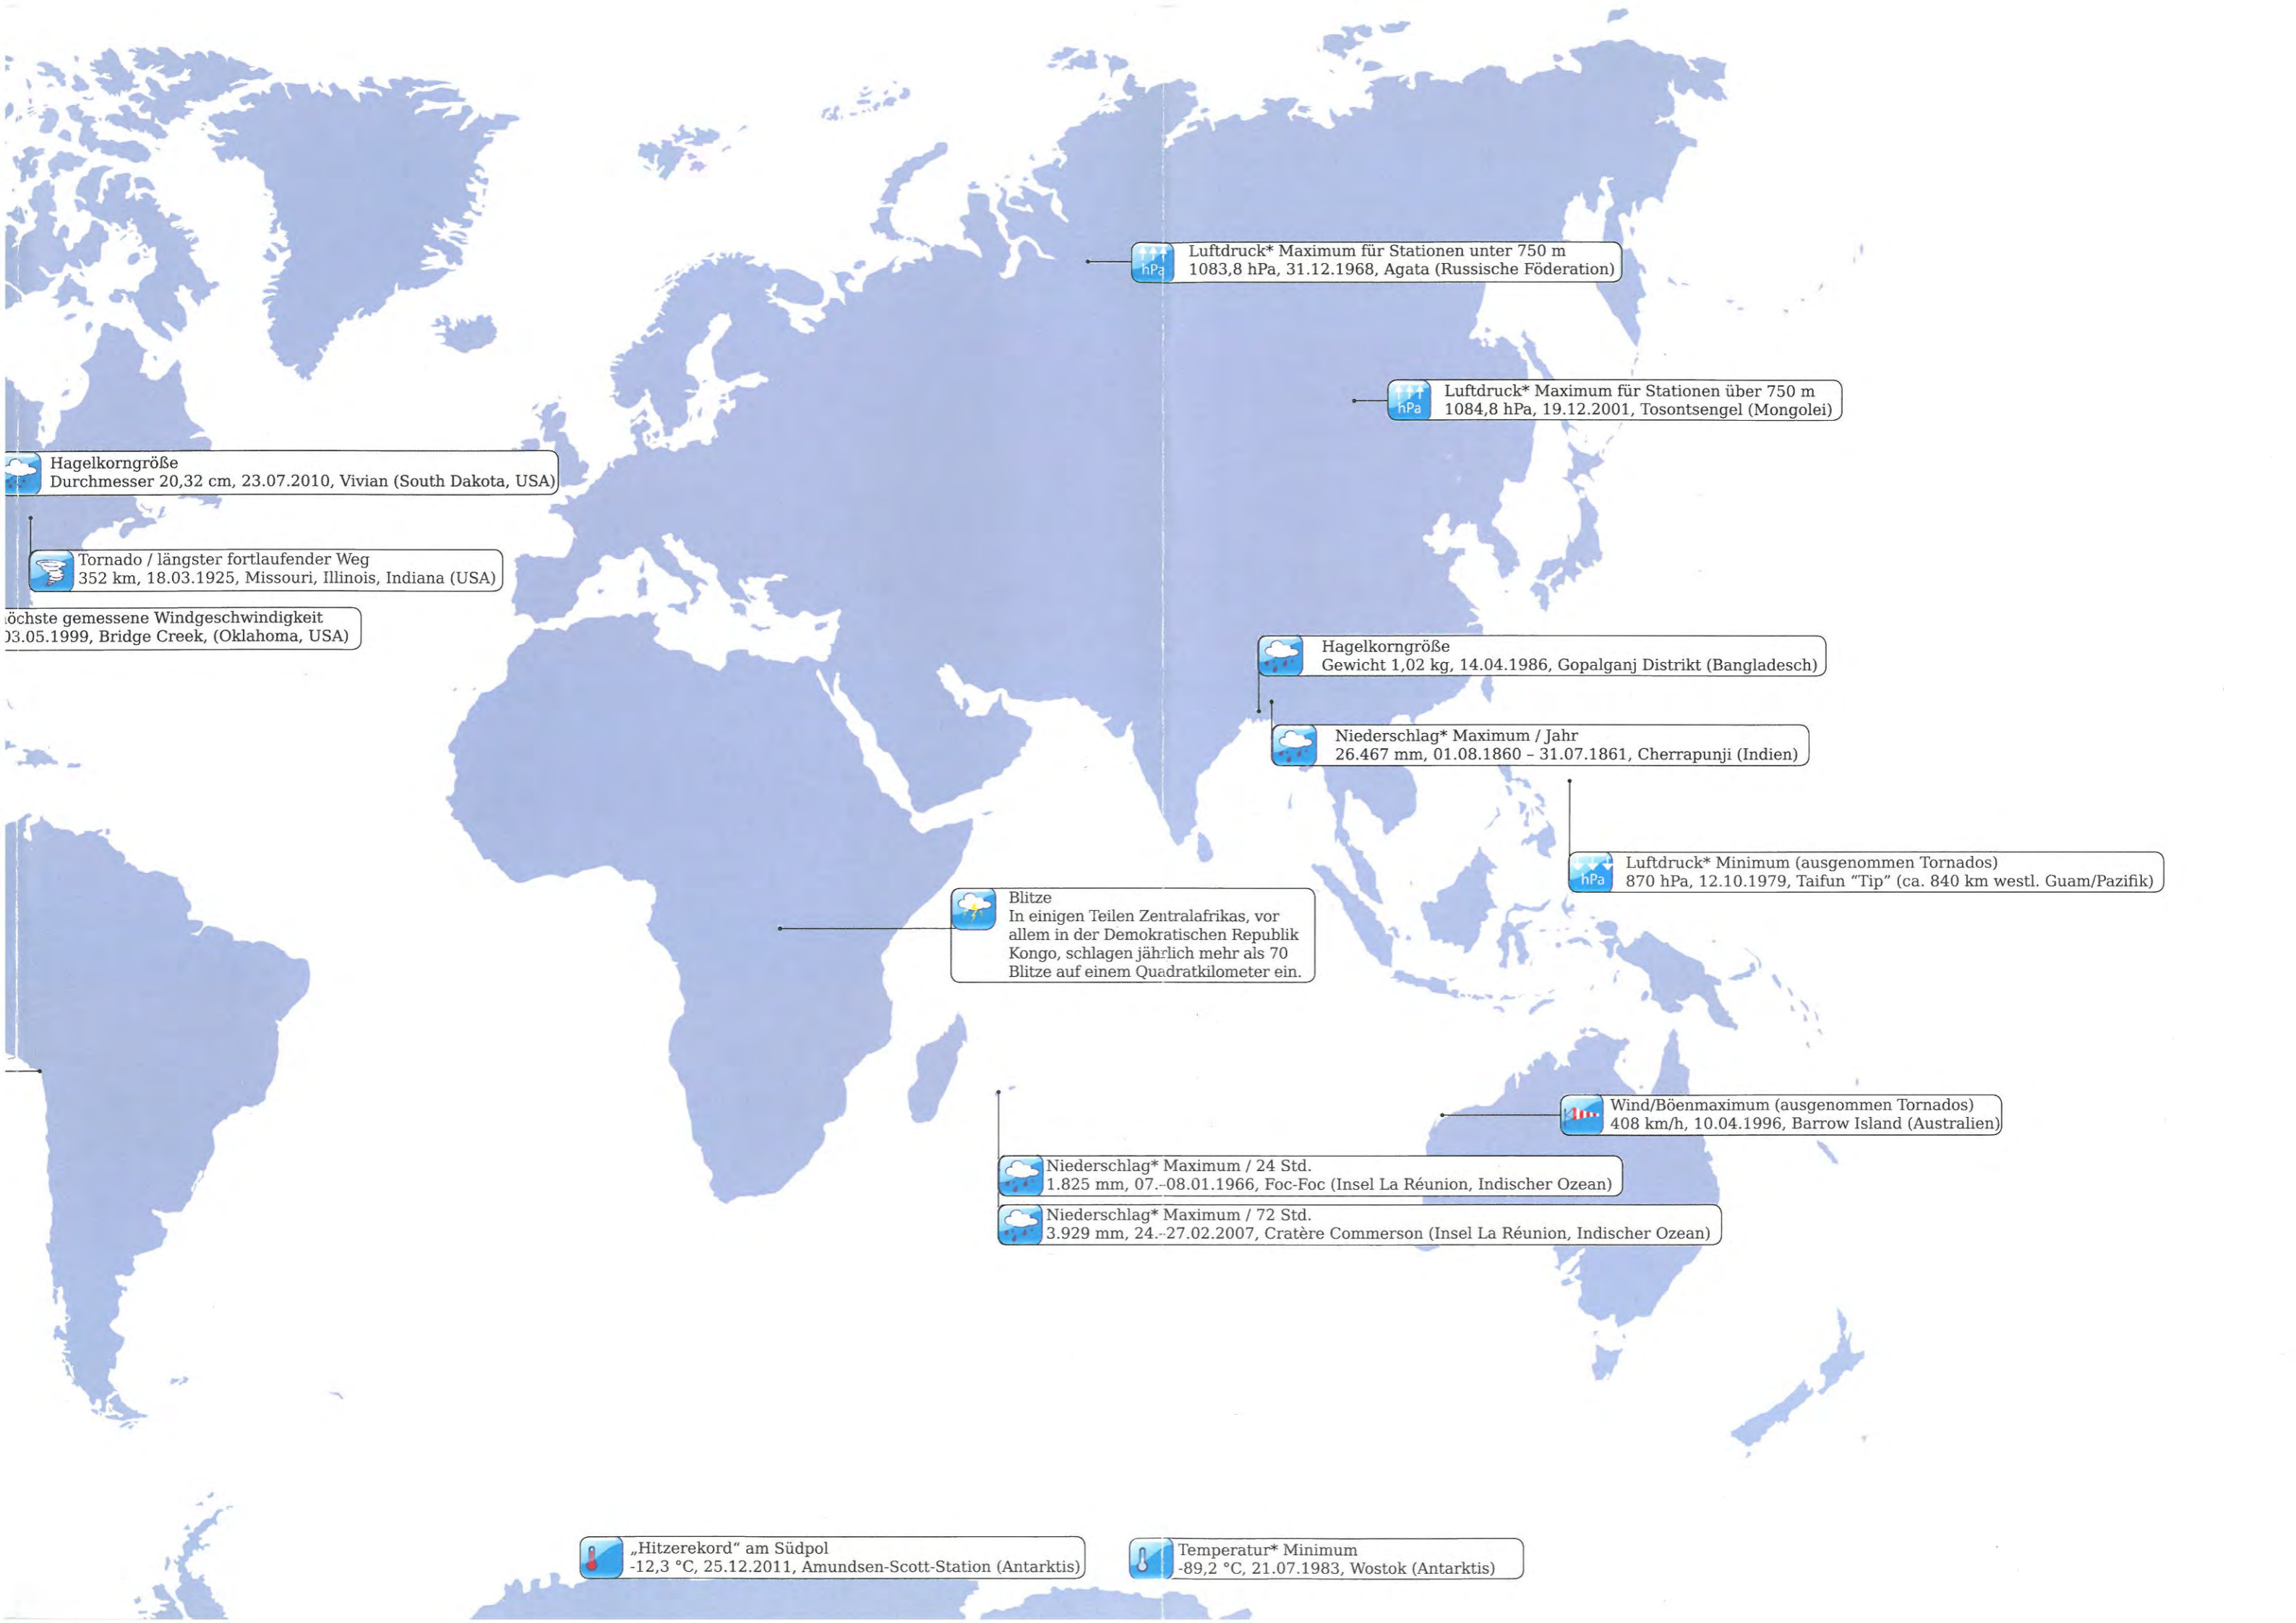 hPa
Luftdruck* Maximum für Stationen unter 750 m
1083,8 hPa, 31.12.1968, Agata (Russische Föderation)
hPa
Luftdruck* Maximum für Stationen über 750 m
1084,8 hPa, 19.12.2001, Tosontsengel (Mongolei)
Hagelkorngröße
Durchmesser 20,32 cm, 23.07.2010, Vivian (South Dakota, USA)
Tornado / längster fortlaufender Weg
352 km, 18.03.1925, Missouri, Illinois, Indiana (USA)
öchste gemessene Windgeschwindigkeit
03.05.1999, Bridge Creek, (Oklahoma, USA)
Hagelkorngröße
Gewicht 1,02 kg, 14.04.1986, Gopalganj Distrikt (Bangladesch)
Niederschlag* Maximum / Jahr
26.467 mm, 01.08.1860 – 31.07.1861, Cherrapunji (Indien)
hPa
Luftdruck* Minimum (ausgenommen Tornados)
870 hPa, 12.10.1979, Taifun “Tip” (ca. 840 km westl. Guam/Pazifik)
Blitze
In einigen Teilen Zentralafrikas, vor
allem in der Demokratischen Republik
Kongo, schlagen jährlich mehr als 70
Blitze auf einem Quadratkilometer ein.
Wind/Böenmaximum (ausgenommen Tornados)
408 km/h, 10.04.1996, Barrow Island (Australien)
Niederschlag* Maximum / 24 Std.
1.825 mm, 07.–08.01.1966, Foc-Foc (Insel La Réunion, Indischer Ozean)
Niederschlag* Maximum / 72 Std.
3.929 mm, 24.–27.02.2007, Cratère Commerson (Insel La Réunion, Indischer Ozean)
„Hitzerekord“ am Südpol
-12,3 °C, 25.12.2011, Amundsen-Scott-Station (Antarktis)
Temperatur* Minimum
-89,2 °C, 21.07.1983, Wostok (Antarktis)